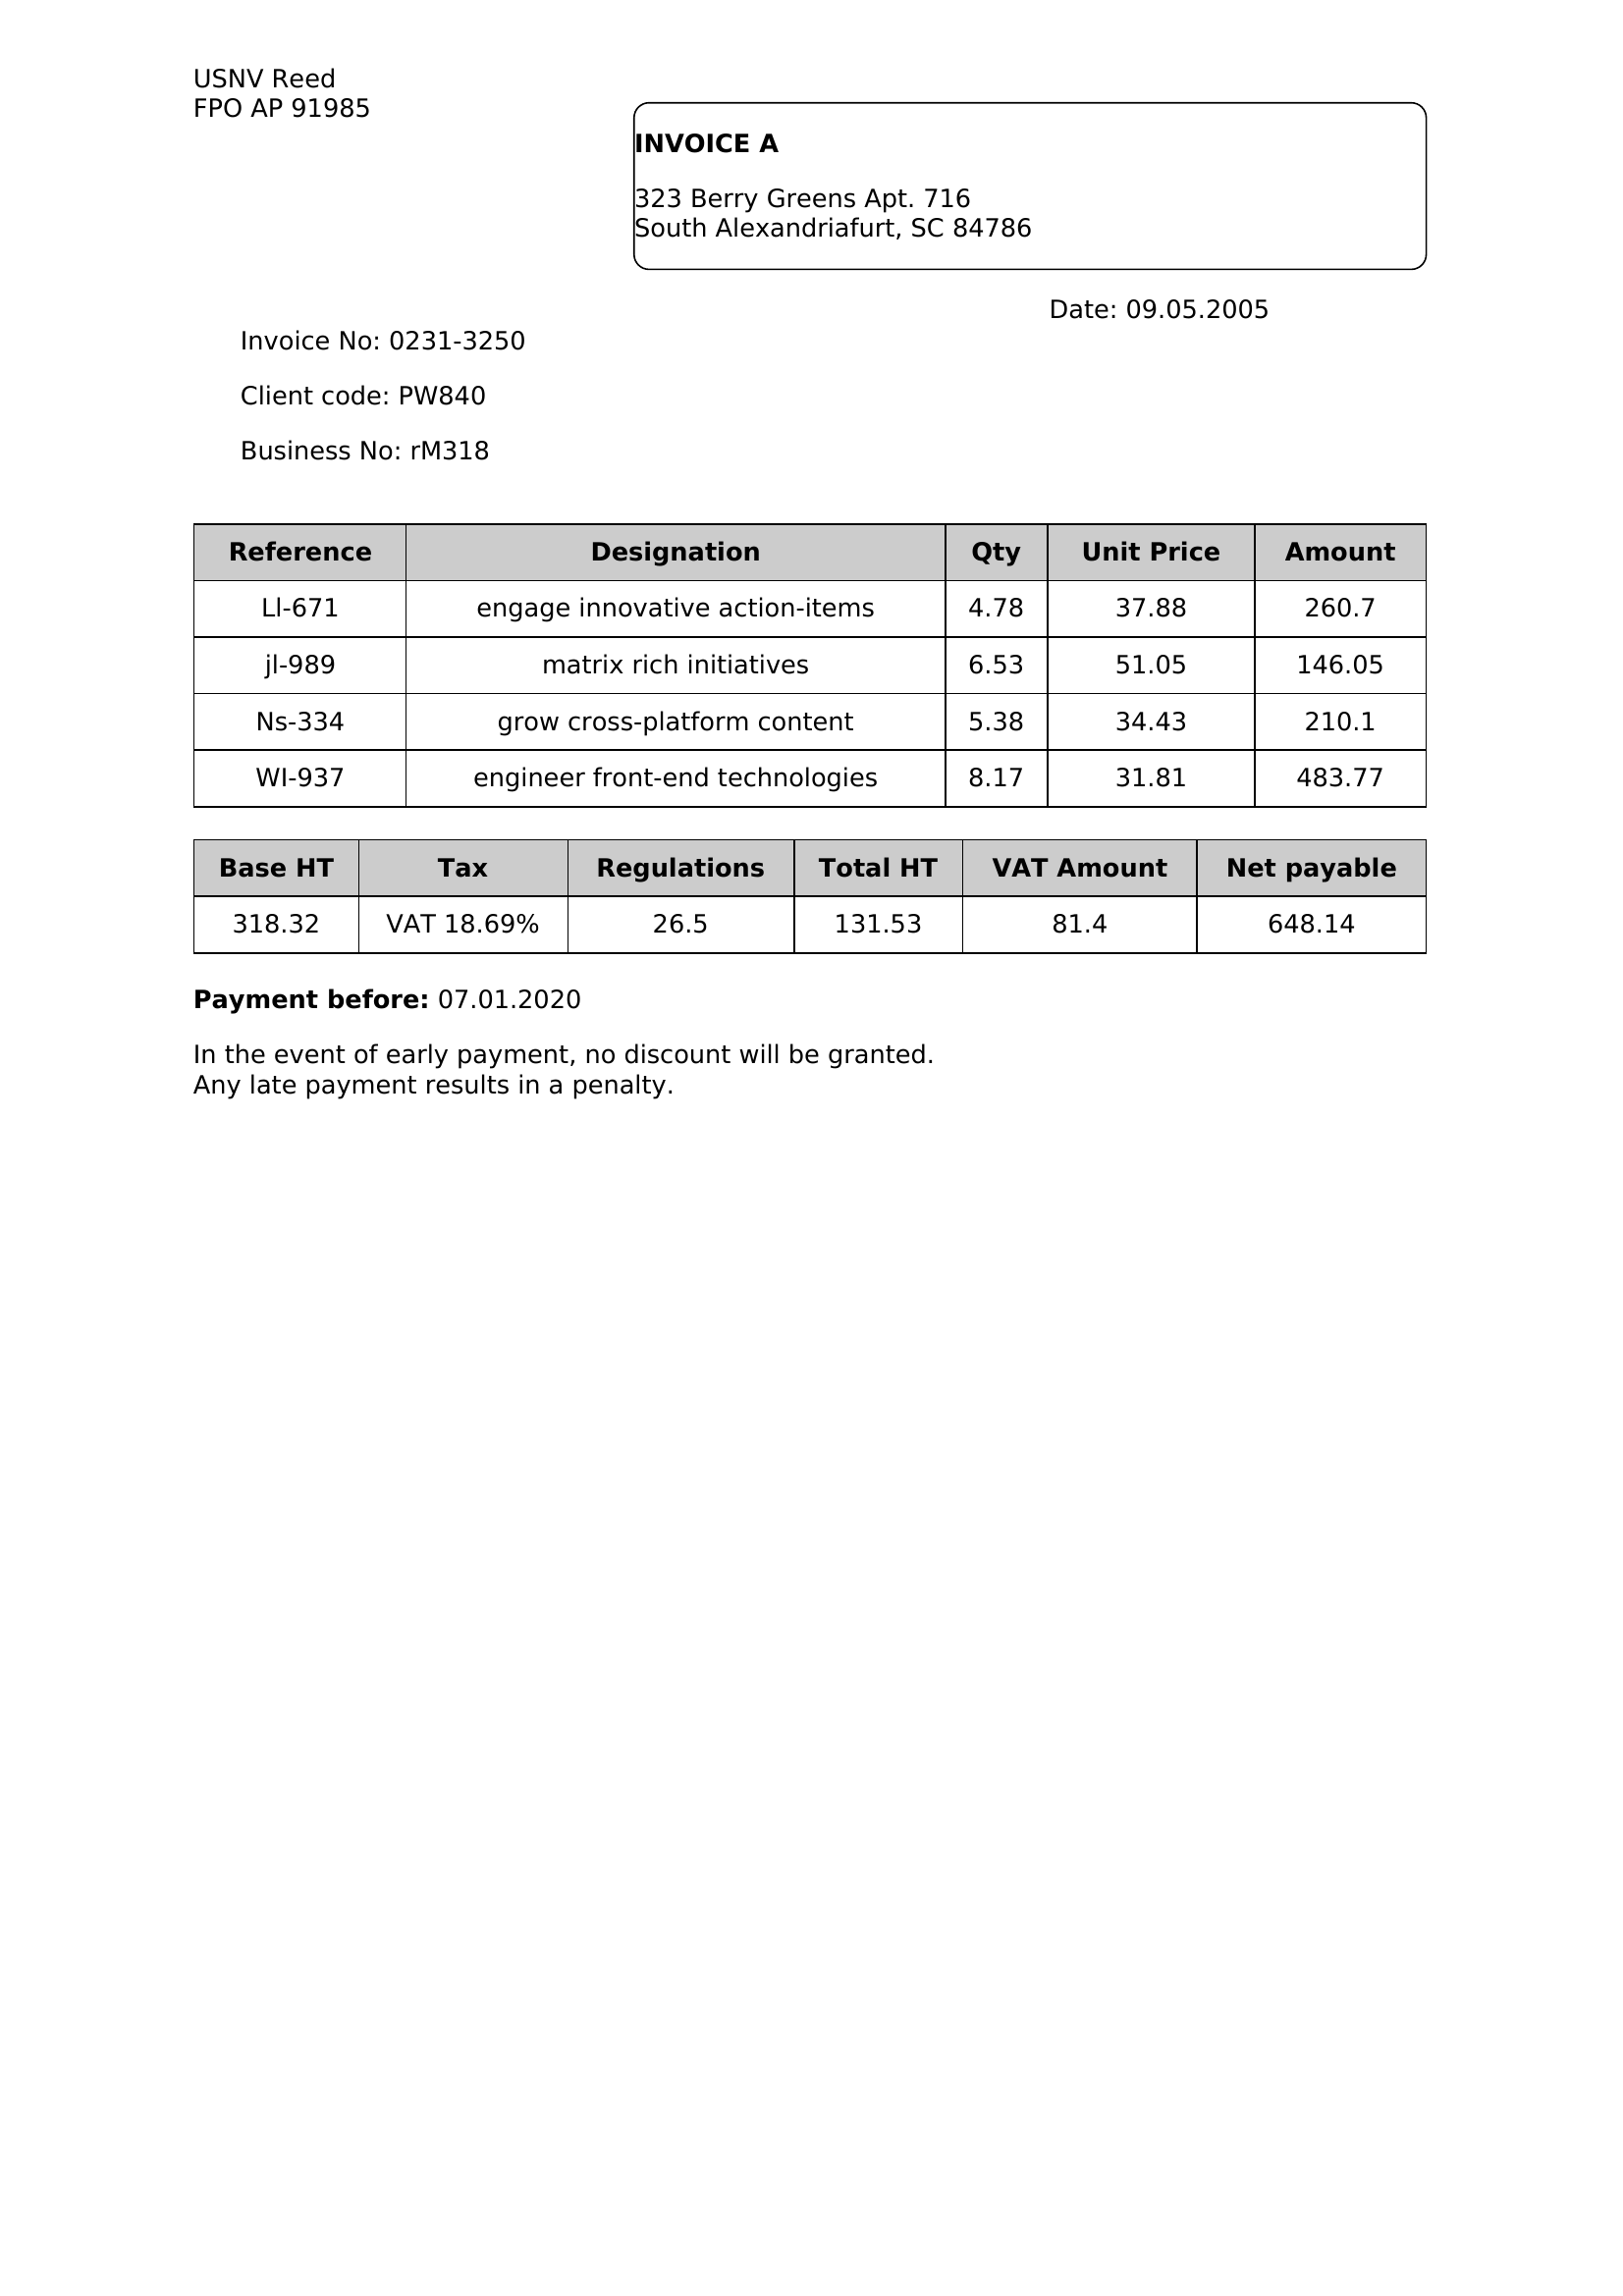 USNV Reed
FPO AP 91985
INVOICE A
323 Berry Greens Apt. 716
South Alexandriafurt, SC 84786
Date: 09.05.2005
Invoice No: 0231-3250
Client code: PW840
Business No: rM318
Reference Designation Qty Unit Price Amount
Ll-671 engage innovative action-items 4.78 37.88 260.7
jl-989 matrix rich initiatives 6.53 51.05 146.05
Ns-334 grow cross-platform content 5.38 34.43 210.1
WI-937 engineer front-end technologies 8.17 31.81 483.77
Base HT Tax Regulations Total HT VAT Amount Net payable
318.32 VAT 18.69% 26.5 131.53 81.4 648.14
Payment before: 07.01.2020
In the event of early payment, no discount will be granted.
Any late payment results in a penalty.